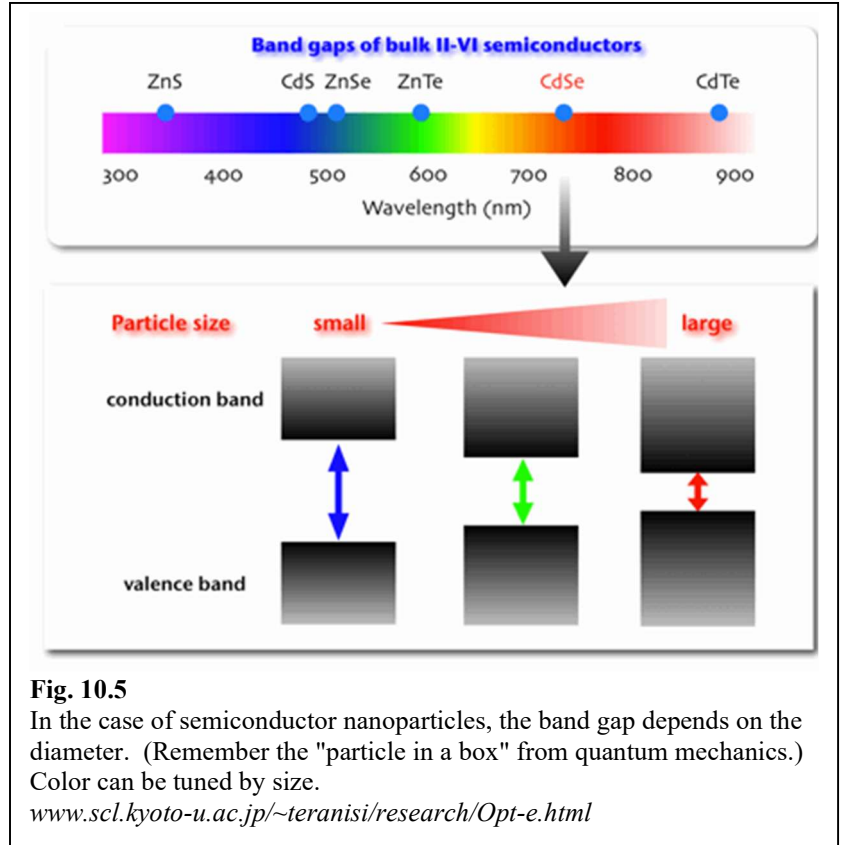 Band gaps of bulk II-VI semiconductors
ZnS CdS ZnSe ZnTe CdSe CdTe
300 400 500 600 700 800 900
Wavelength (nm)
Particle size small large
conduction band
valence band
Fig. 10.5
In the case of semiconductor nanoparticles, the band gap depends on the
diameter. (Remember the "particle in a box" from quantum mechanics.)
Color can be tuned by size.
www.scl.kyoto-u.ac.jp/~teranisi/research/Opt-e.html